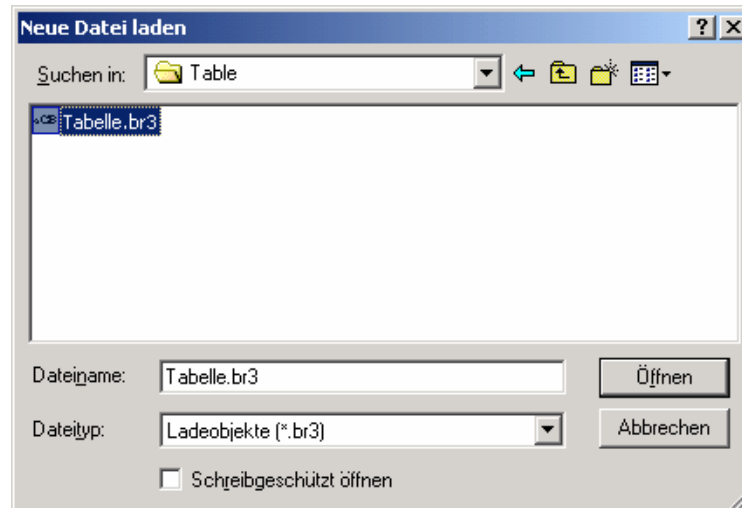 Neue Datei laden
Suchen in: Table
Tabelle.br3
Dateiname: Tabelle.br3 Öffnen
Dateityp: Ladeobjekte (*.br3) Abbrechen
Schreibgeschützt öffnen